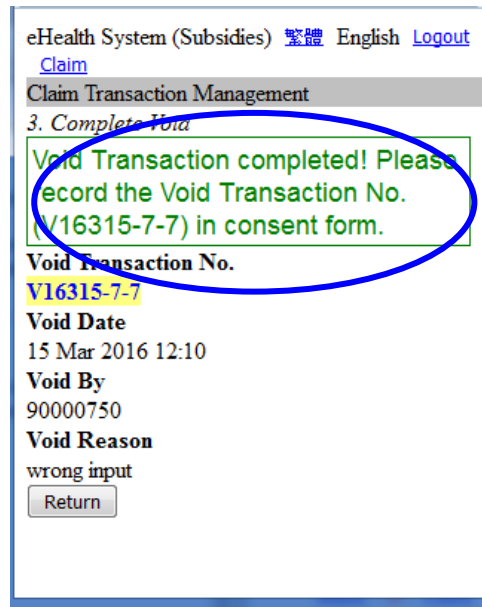 eHealth System (Subsidies) 繁體 English Logout
Claim
Claim Transaction Management
3. Complete Void
Void Transaction completed! Please
record the Void Transaction No.
(V16315-7-7) in consent form.
Void Transaction No.
V16315-7-7
Void Date
15 Mar 2016 12:10
Void By
90000750
Void Reason
wrong input
Return